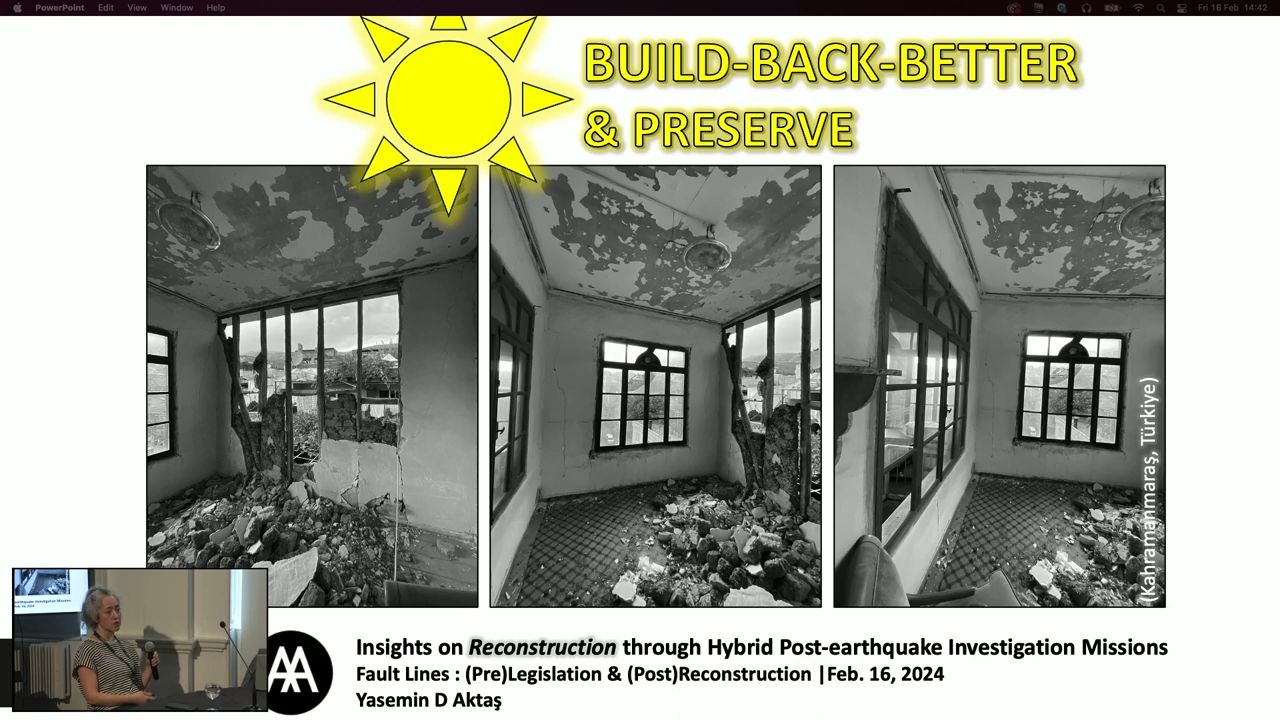 PowerPoint Edit View Window Help
Fri 16 Feb 14:42
BUILD-BACK-BETTER
& PRESERVE
(Kahramanmaraş, Türkiye)
Insights on Reconstruction through Hybrid Post-earthquake Investigation Missions
Fault Lines : (Pre)Legislation & (Post)Reconstruction |Feb. 16, 2024
Yasemin D Aktaş
AA